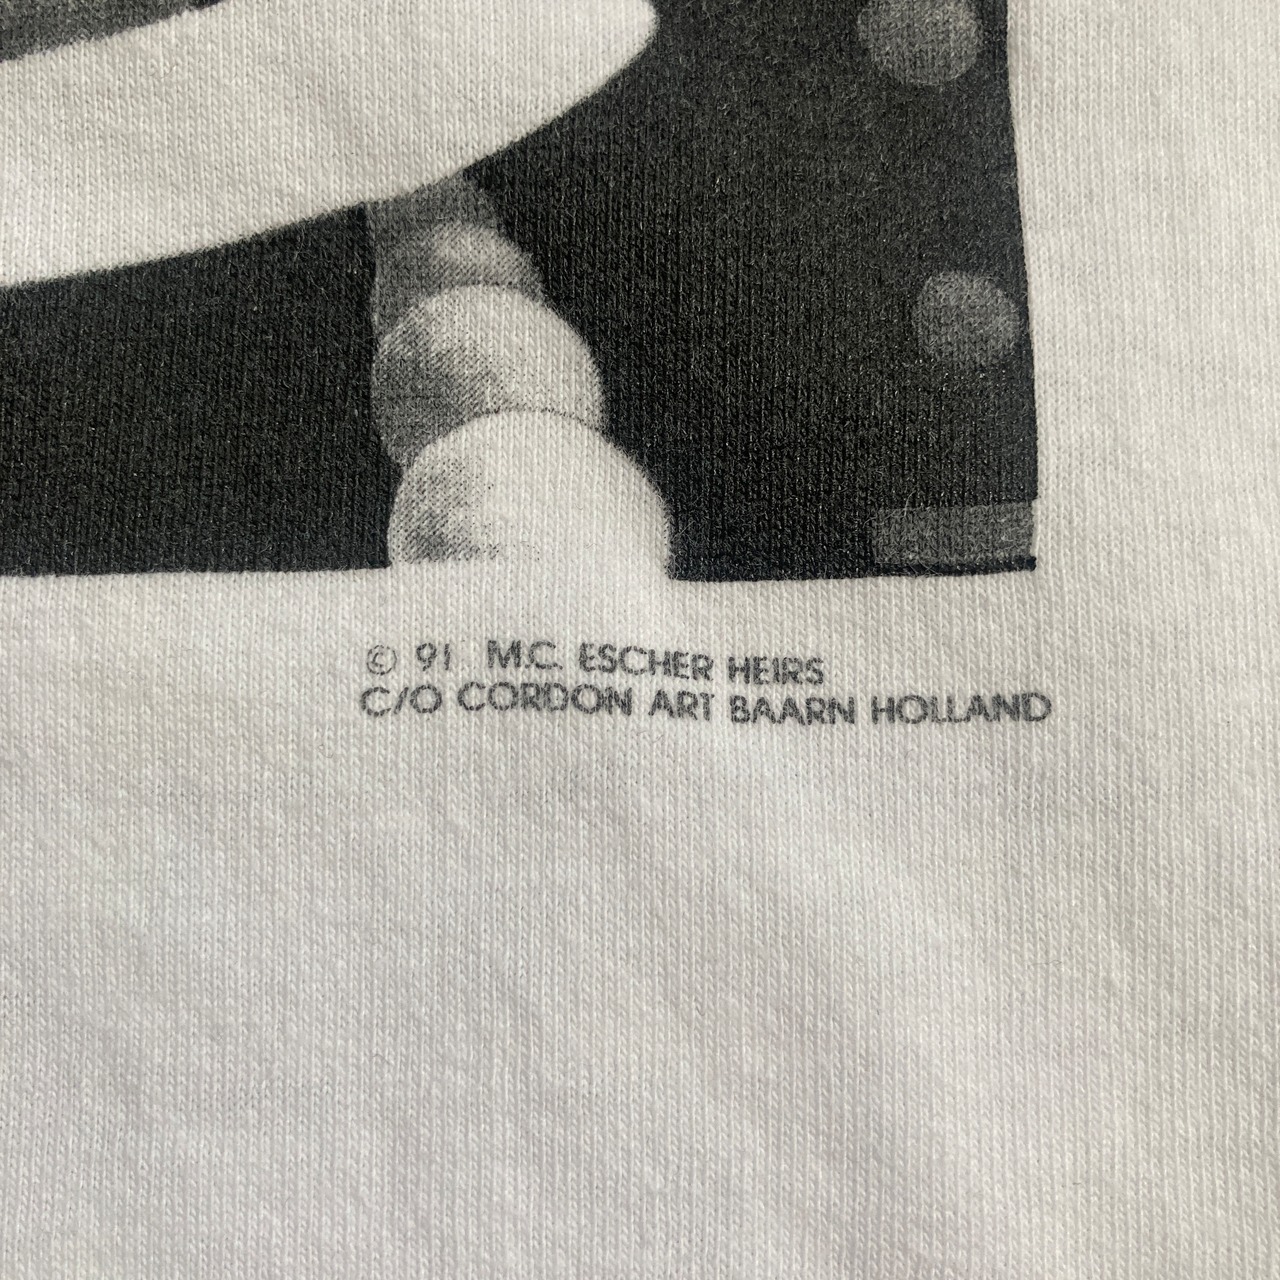 © 91 M.C. ESCHER HEIRS
C/O CORDON ART BAARN HOLLAND